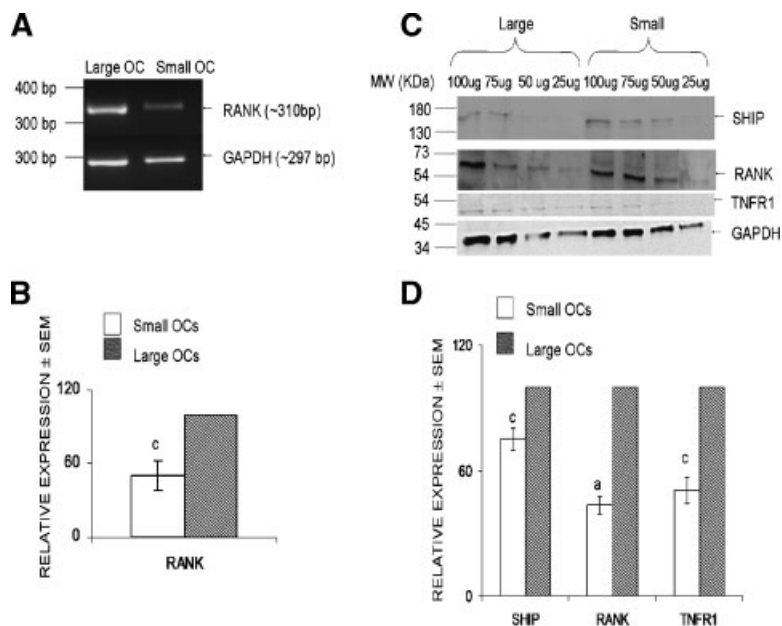 A
Large OC Small OC
400 bp
300 bp
300 bp
RANK (~310bp)
GAPDH (~297 bp)
B
Small OCs
Large OCs
RELATIVE EXPRESSION ± SEM
120
60
0
c
RANK
C
Large Small
MW (KDa) 100ug 75ug 50 ug 25ug 100ug 75ug 50ug 25ug
180
130
SHIP
73
54
RANK
54
TNFR1
45
34
GAPDH
D
Small OCs
Large OCs
RELATIVE EXPRESSION ± SEM
120
60
0
c
a
c
SHIP RANK TNFR1